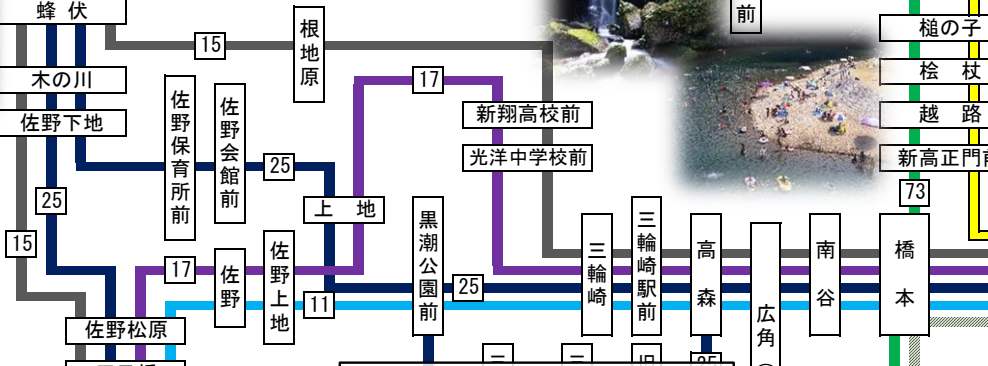 蜂伏
前
槌の子
15
根地原
木の川
17
桧杖
佐野保育所前
佐野会館前
新翔高校前
越路
佐野下地
光洋中学校前
新高正門前
25
25
73
上地
黒潮公園前
三輪崎
三輪崎駅前
高森
広角
南谷
橋本
15
17
佐野
佐野上地
25
11
佐野松原
25